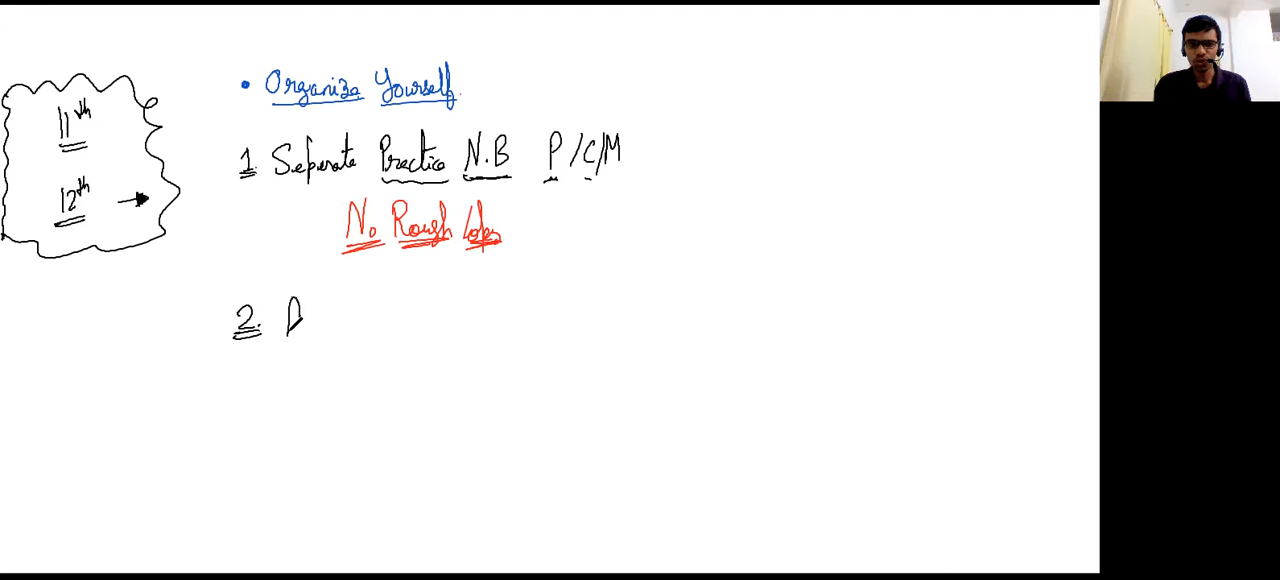 11th
12th →
• Organize Yourself
1. Seperate Practice N.B P/C/M
No Rough Copy
2.